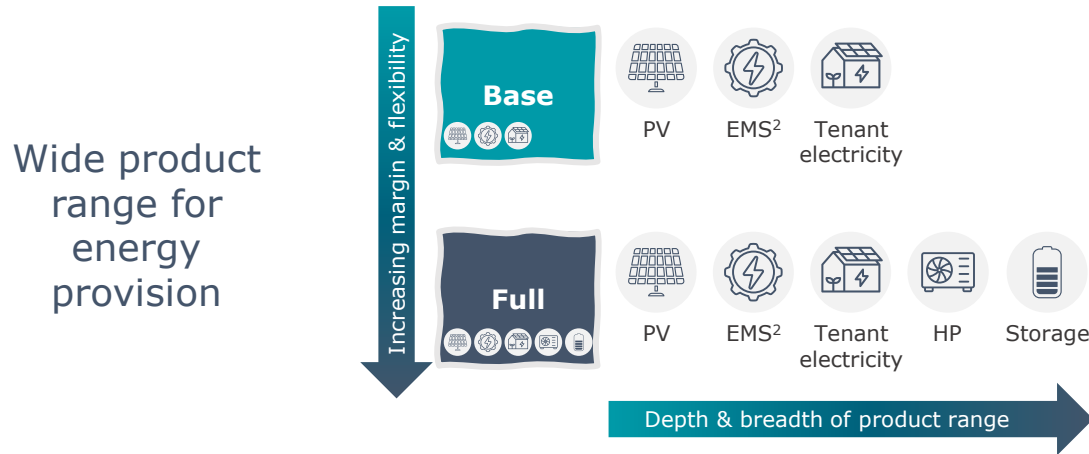 Wide product
range for
energy
provision
Increasing margin & flexibility
Base
PV
EMS²
Tenant
electricity
Full
PV
EMS²
Tenant
electricity
HP
Storage
Depth & breadth of product range